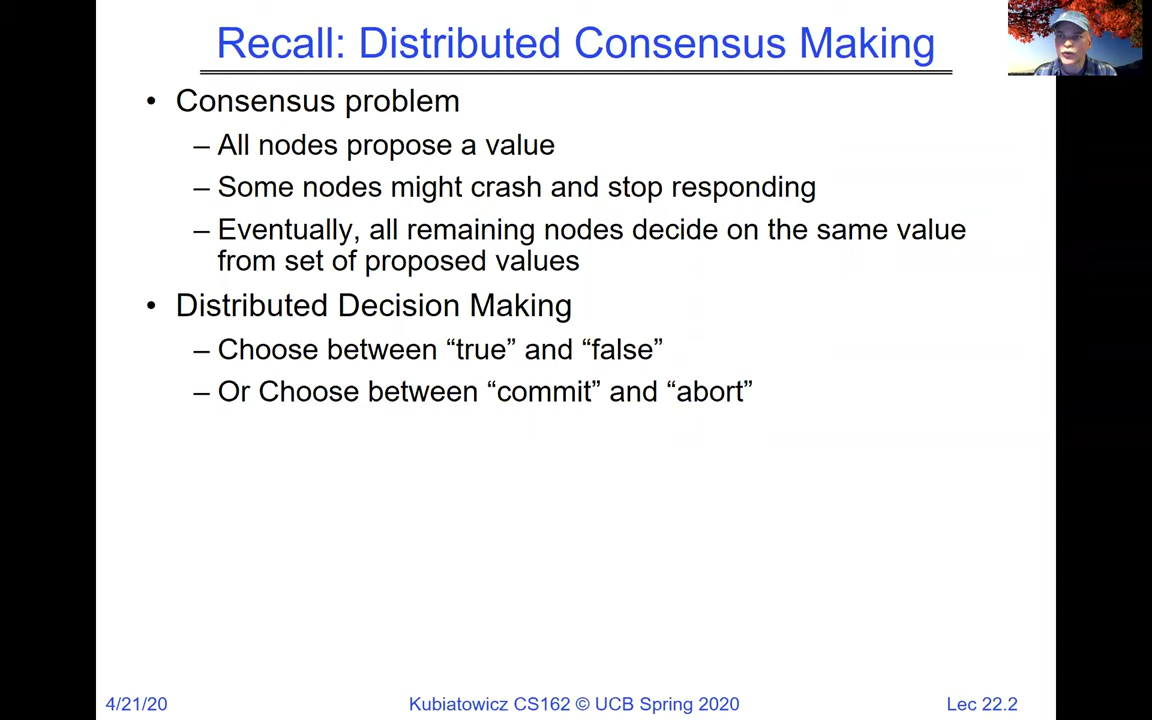 Recall: Distributed Consensus Making
• Consensus problem
– All nodes propose a value
– Some nodes might crash and stop responding
– Eventually, all remaining nodes decide on the same value
from set of proposed values
• Distributed Decision Making
– Choose between “true” and “false”
– Or Choose between “commit” and “abort”
4/21/20
Kubiatowicz CS162 © UCB Spring 2020
Lec 22.2